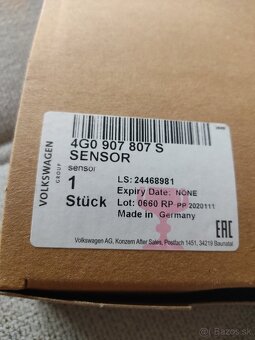 4G0 907 807 S
SENSOR
sensor
1
Stück
LS: 24468981
Expiry Date: NONE
Lot: 0660 RP PP 2020111
Made in Germany
VOLKSWAGEN
GROUP
EAC
Volkswagen AG, Konzern After Sales, Postfach 1451, 34219 Baunatal
bazos.sk